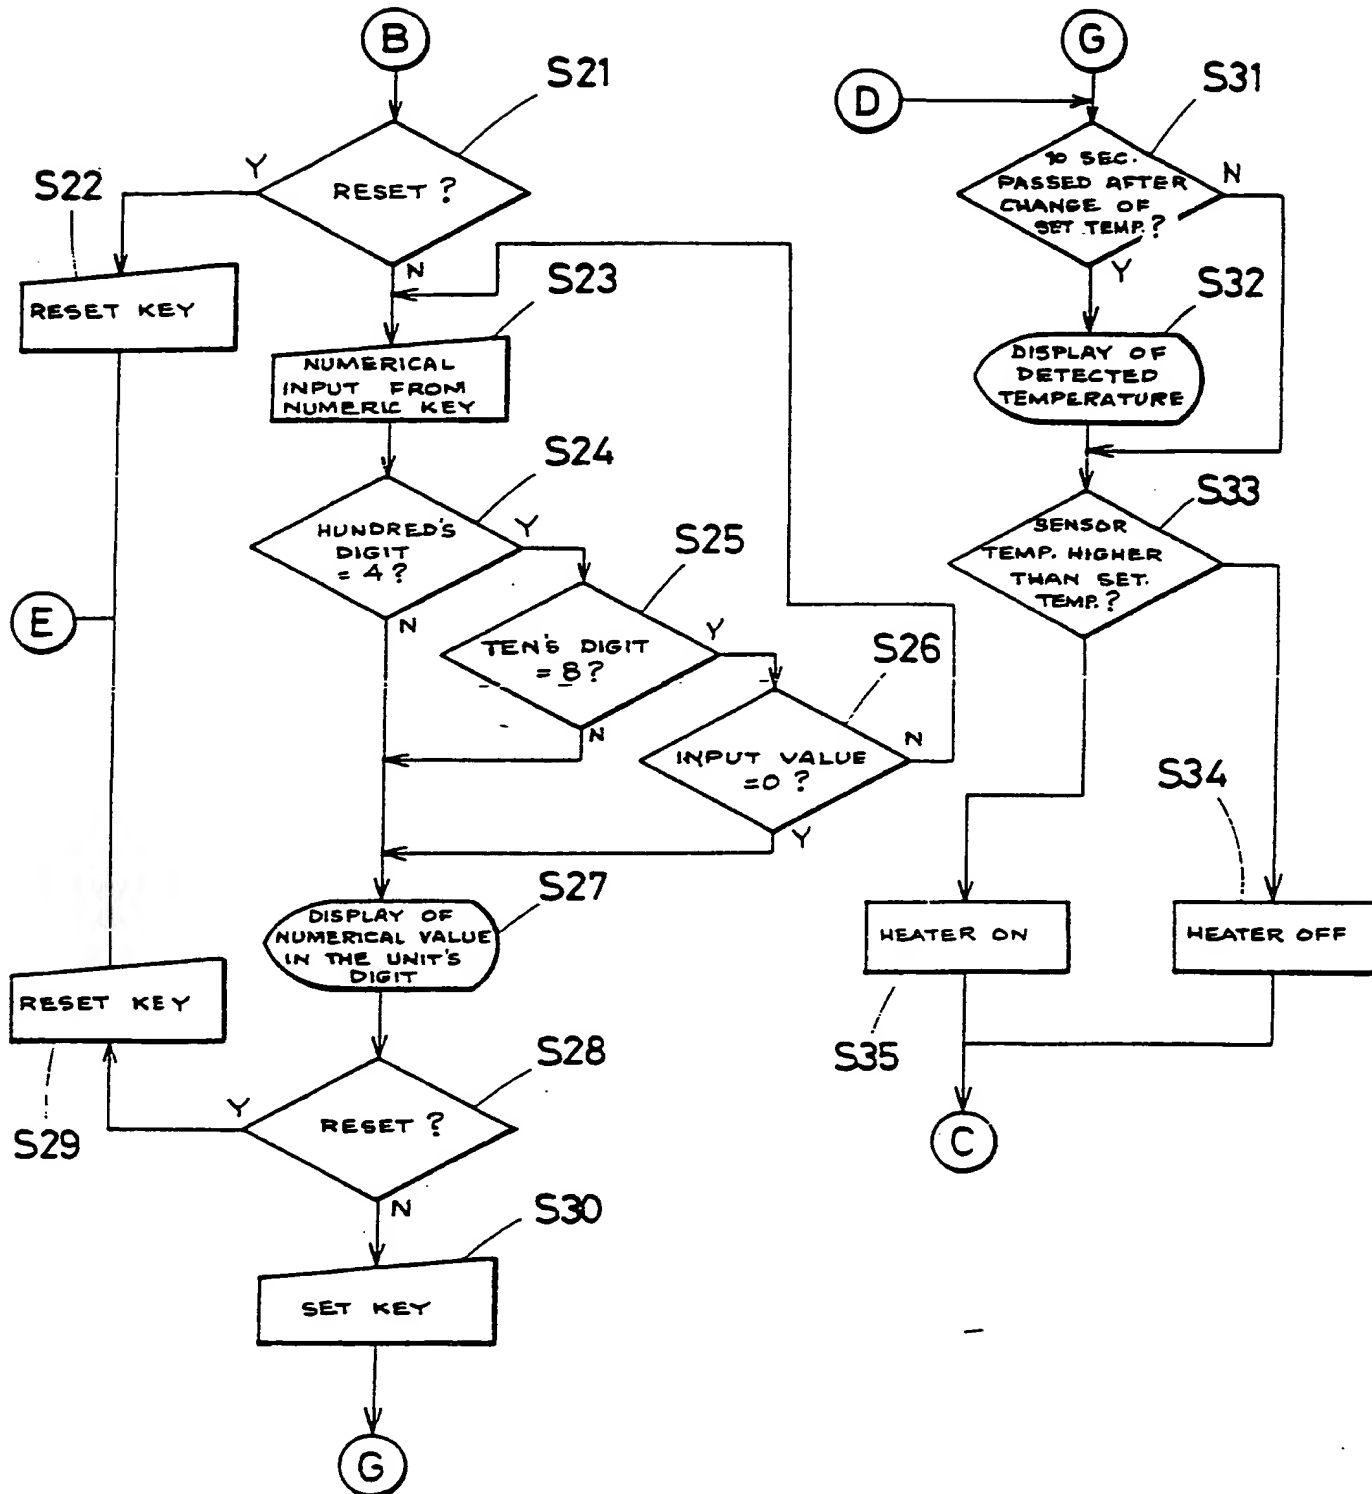 B
S21
RESET ?
Y
N
S22
RESET KEY
S23
NUMERICAL
INPUT FROM
NUMERIC KEY
S24
HUNDRED'S
DIGIT
= 4 ?
Y
N
S25
TEN'S DIGIT
= 8 ?
Y
N
S26
INPUT VALUE
=0 ?
N
Y
E
S27
DISPLAY OF
NUMERICAL VALUE
IN THE UNIT'S
DIGIT
S28
RESET ?
Y
N
RESET KEY
S29
S30
SET KEY
G
G
D
S31
SEC.
PASSED AFTER
CHANGE OF
SET TEMP.?
N
Y
S32
DISPLAY OF
DETECTED
TEMPERATURE
S33
SENSOR
TEMP. HIGHER
THAN SET.
TEMP.?
S34
HEATER ON
HEATER OFF
S35
C